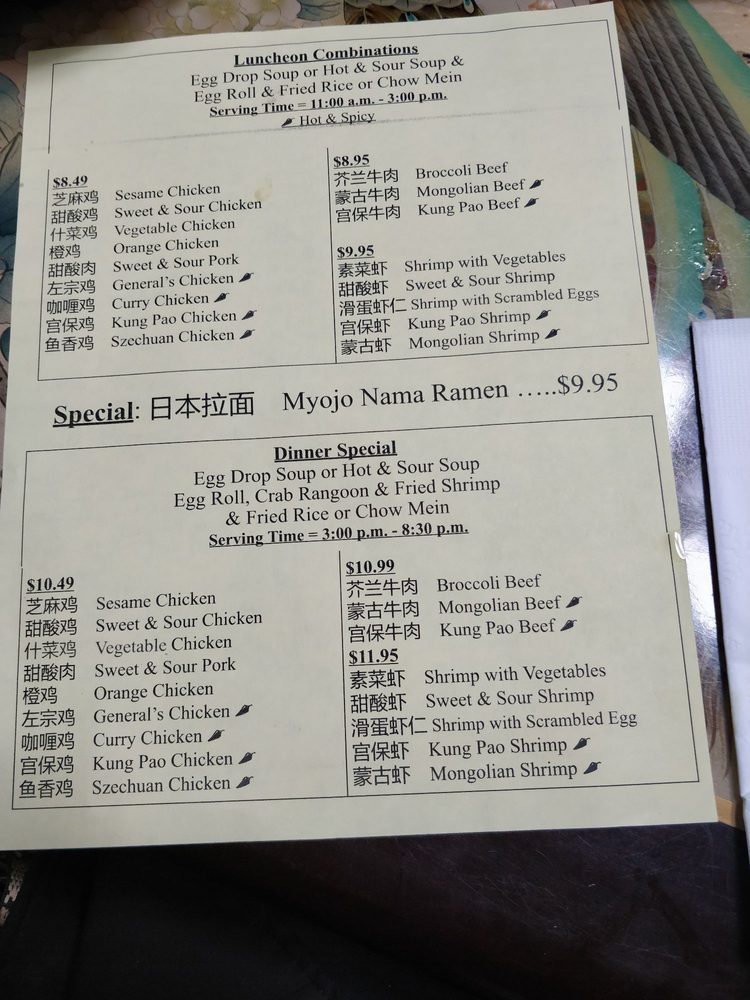 Luncheon Combinations
Egg Drop Soup or Hot & Sour Soup &
Egg Roll & Fried Rice or Chow Mein
Serving Time = 11:00 a.m. - 3:00 p.m.
Hot & Spicy
$8.49
芝麻鸡 Sesame Chicken
甜酸鸡 Sweet & Sour Chicken
什菜鸡 Vegetable Chicken
橙鸡 Orange Chicken
甜酸肉 Sweet & Sour Pork
左宗鸡 General's Chicken
咖喱鸡 Curry Chicken
宫保鸡 Kung Pao Chicken
鱼香鸡 Szechuan Chicken
$8.95
芥兰牛肉 Broccoli Beef
蒙古牛肉 Mongolian Beef
宫保牛肉 Kung Pao Beef
$9.95
素菜虾 Shrimp with Vegetables
甜酸虾 Sweet & Sour Shrimp
滑蛋虾仁 Shrimp with Scrambled Eggs
宫保虾 Kung Pao Shrimp
蒙古虾 Mongolian Shrimp
Special: 日本拉面 Myojo Nama Ramen …..$9.95
Dinner Special
Egg Drop Soup or Hot & Sour Soup
Egg Roll, Crab Rangoon & Fried Shrimp
& Fried Rice or Chow Mein
Serving Time = 3:00 p.m. - 8:30 p.m.
$10.49
芝麻鸡 Sesame Chicken
甜酸鸡 Sweet & Sour Chicken
什菜鸡 Vegetable Chicken
甜酸肉 Sweet & Sour Pork
橙鸡 Orange Chicken
左宗鸡 General's Chicken
咖喱鸡 Curry Chicken
宫保鸡 Kung Pao Chicken
鱼香鸡 Szechuan Chicken
$10.99
芥兰牛肉 Broccoli Beef
蒙古牛肉 Mongolian Beef
宫保牛肉 Kung Pao Beef
$11.95
素菜虾 Shrimp with Vegetables
甜酸虾 Sweet & Sour Shrimp
滑蛋虾仁 Shrimp with Scrambled Egg
宫保虾 Kung Pao Shrimp
蒙古虾 Mongolian Shrimp